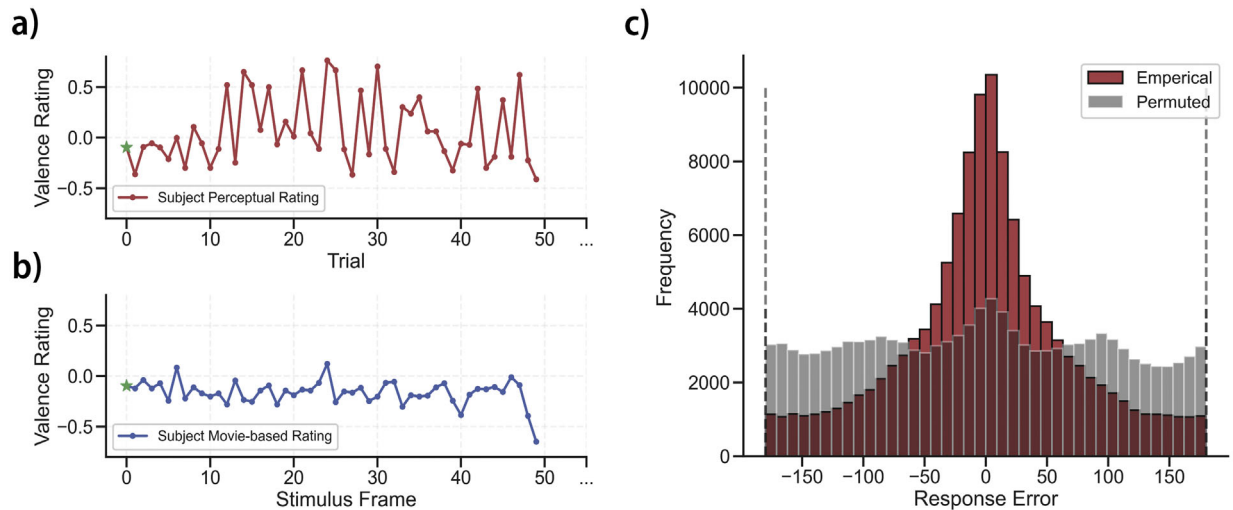 a)
Valence Rating
0.5
0.0
−0.5
Subject Perceptual Rating
0 10 20 30 40 50 ...
Trial
b)
Valence Rating
0.5
0.0
−0.5
Subject Movie-based Rating
0 10 20 30 40 50 ...
Stimulus Frame
c)
Frequency
10000
8000
6000
4000
2000
0
Emperical
Permuted
−150 −100 −50 0 50 100 150
Response Error